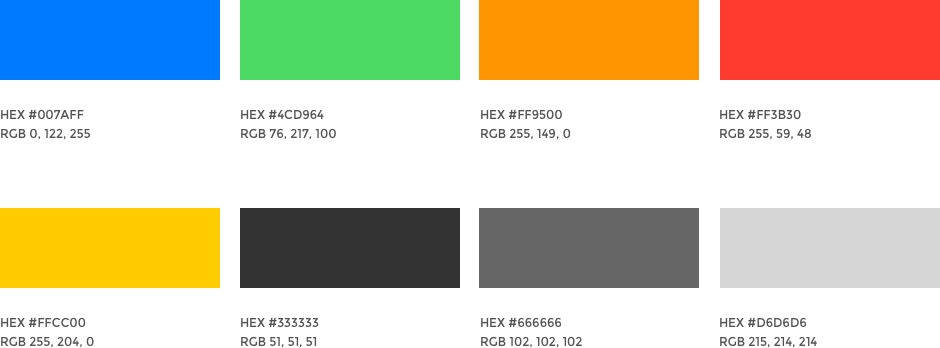 HEX #007AFF
RGB 0, 122, 255
HEX #4CD964
RGB 76, 217, 100
HEX #FF9500
RGB 255, 149, 0
HEX #FF3B30
RGB 255, 59, 48
HEX #FFCC00
RGB 255, 204, 0
HEX #333333
RGB 51, 51, 51
HEX #666666
RGB 102, 102, 102
HEX #D6D6D6
RGB 215, 214, 214